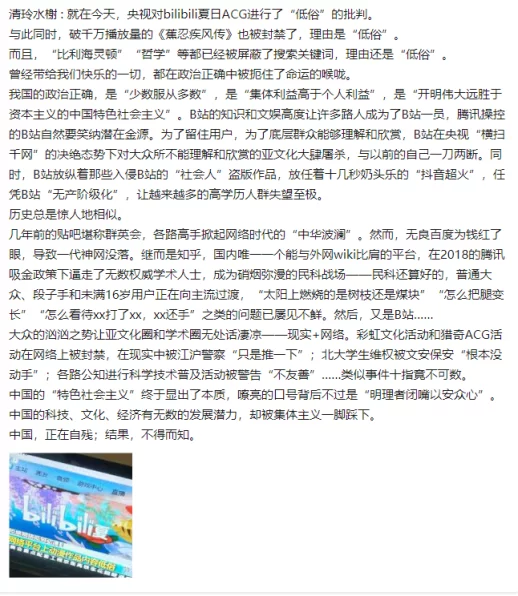 清玲水榭 : 就在今天，央视对bilibili夏日ACG进行了“低俗”的批判。
与此同时，破千万播放量的《蕉忍疾风传》也被封禁了，理由是“低俗”。
而且，“比利海灵顿”“哲学”等都已经被屏蔽了搜索关键词，理由还是“低俗”。
曾经带给我们快乐的一切，都在政治正确中被扼住了命运的喉咙。
我国的政治正确，是“少数服从多数”，是“集体利益高于个人利益”，是“开明伟大远胜于
资本主义的中国特色社会主义”。B站的知识和文娱高度让许多路人成为了B站一员，腾讯操控
的B站自然要笑纳潜在金源。为了留住用户，为了底层群众能够理解和欣赏，B站在央视“横扫
千网”的决绝态势下对大众所不能理解和欣赏的亚文化大肆屠杀，与以前的自己一刀两断。同
时，B站放纵着那些入侵B站的“社会人”盗版作品，放任着十几秒奶头乐的“抖音超火”，任
凭B站“无产阶级化”，让越来越多的高学历人群失望至极。
历史总是惊人地相似。
几年前的贴吧堪称群英会，各路高手掀起网络时代的“中华波澜”。然而，无良百度为钱红了
眼，导致一代神网没落。继而是知乎，国内唯一一个能与外网wiki比肩的平台，在2018的腾讯
吸金政策下逼走了无数权威学术人士，成为硝烟弥漫的民科战场——民科还算好的，普通大
众、段子手和未满16岁用户正在向主流过渡，“太阳上燃烧的是树枝还是煤块”“怎么把腿变
长”“怎么看待xx打了xx，xx还手”之类的问题已屡见不鲜。然后，又是B站……
大众的汹汹之势让亚文化圈和学术圈无处话凄凉——现实+网络。彩虹文化活动和猎奇ACG活
动在网络上被封禁，在现实中被辽沪警察“只是推一下”；北大学生维权被文安保安“根本没
动手”；各路公知进行科学技术普及活动被警告“不友善”……类似事件十指竟不可数。
中国的“特色社会主义”终于显出了本质，嘹亮的口号背后不过是“明理者闭嘴以安众心”。
中国的科技、文化、经济有无数的发展潜力，却被集体主义一脚踩下。
中国，正在自残；结果，不得而知。
bilibili
网络平台上动漫作品内容低俗